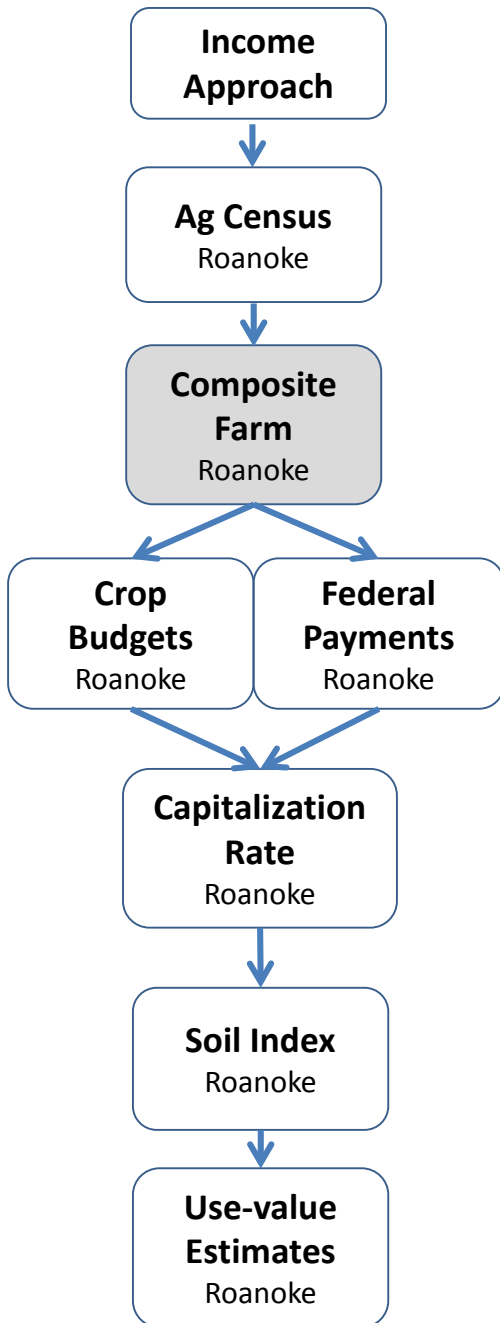 Income
Approach
Ag Census
Roanoke
Composite
Farm
Roanoke
Crop
Budgets
Roanoke
Federal
Payments
Roanoke
Capitalization
Rate
Roanoke
Soil Index
Roanoke
Use-value
Estimates
Roanoke